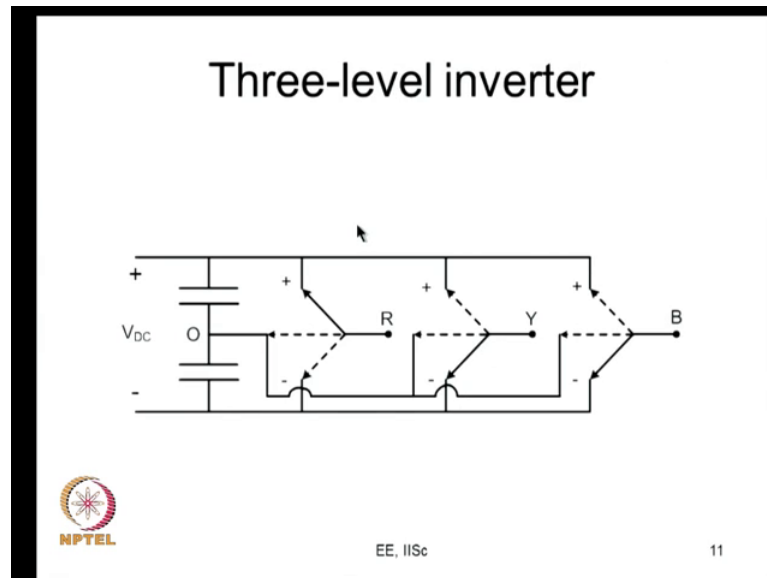 Three-level inverter
+ + +
+
R Y B
V_DC O
- - -
-
NPTEL
EE, IISc 11